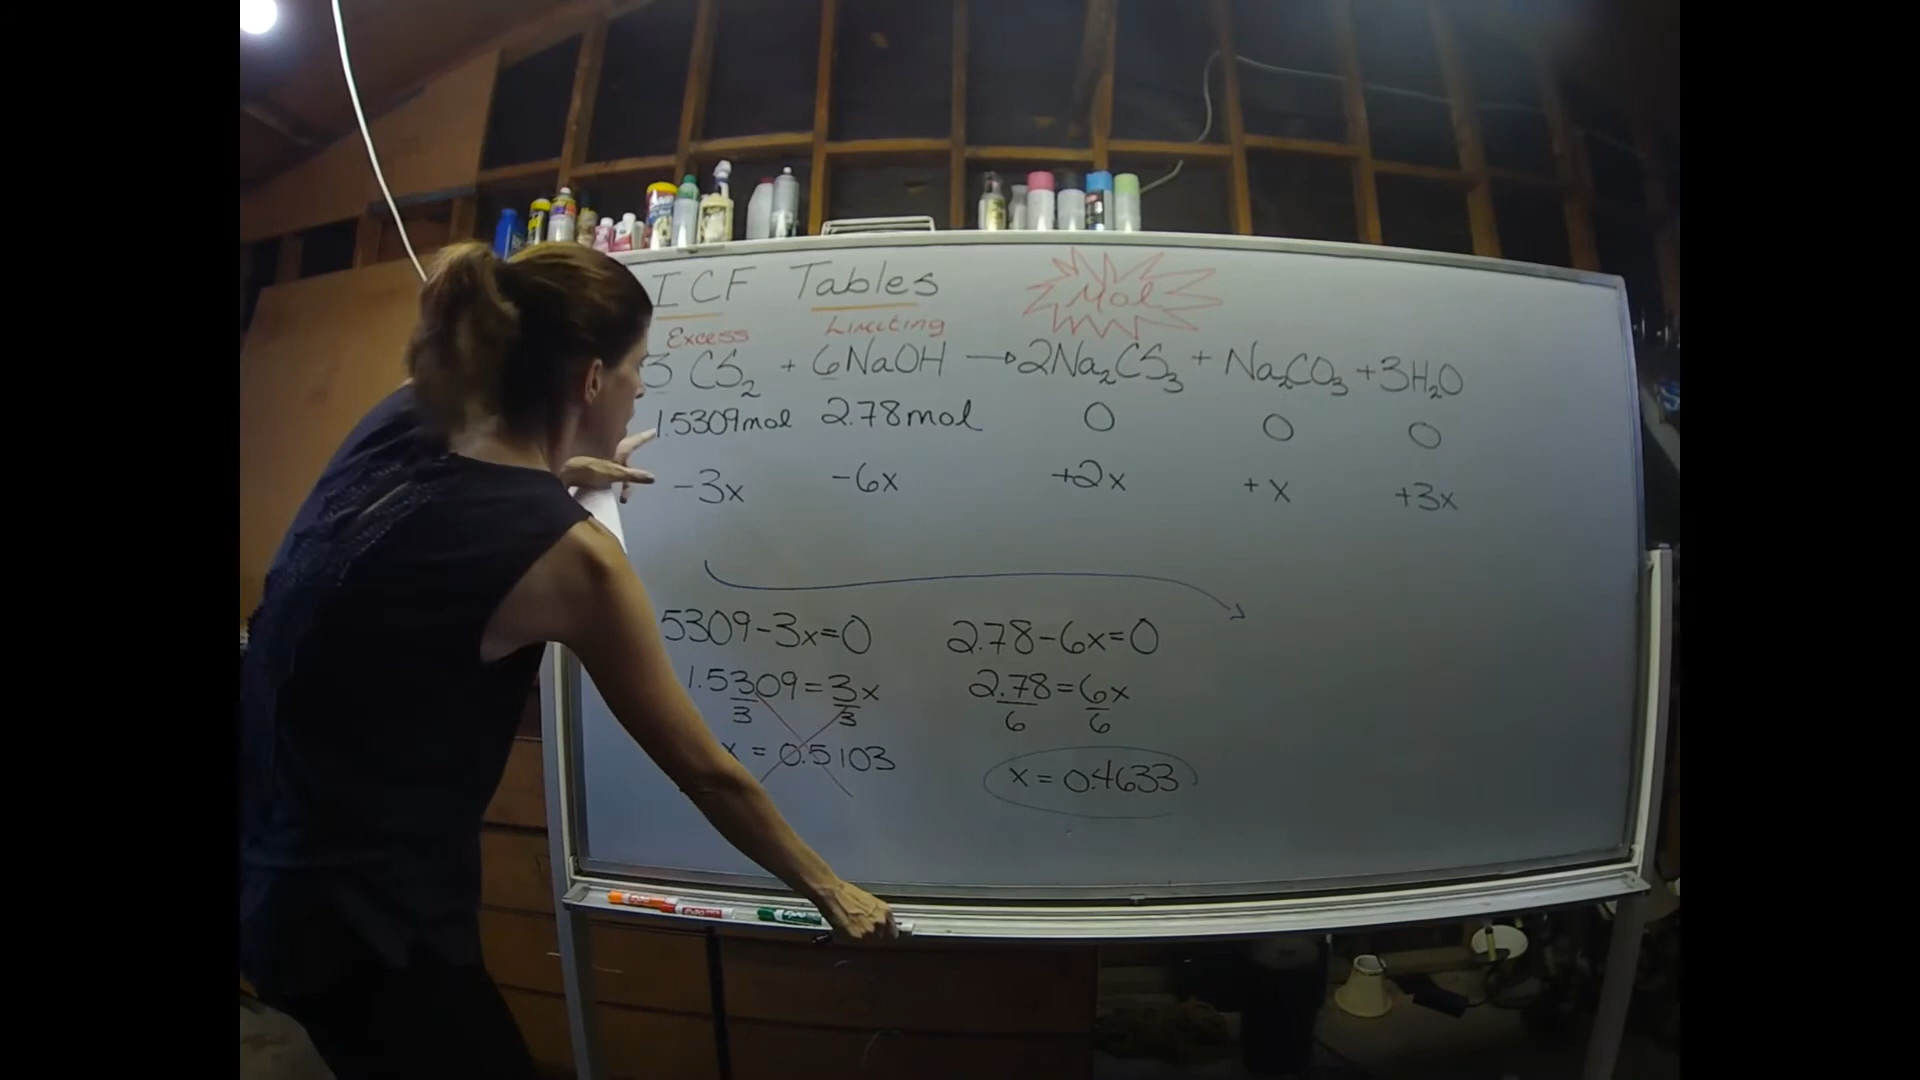 ICF Tables
Mol
Excess Limiting
3 CS₂ + 6NaOH → 2Na₂CS₃ + Na₂CO₃ + 3H₂O
1.5309mol 2.78mol 0 0 0
-3x -6x +2x +x +3x
5309-3x=0 2.78-6x=0
1.5309=3x 2.78=6x
3 3 6 6
x = 0.5103 x = 0.4633